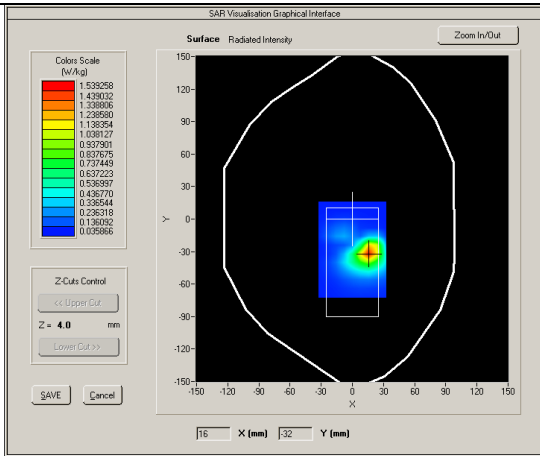 SAR Visualisation Graphical Interface
Surface Radiated Intensity
Zoom In/Out
Colors Scale
(W/kg)
1.539258
1.439032
1.338806
1.238580
1.138354
1.038127
0.937901
0.837675
0.737449
0.637223
0.536997
0.436770
0.336544
0.236318
0.136092
0.035866
Z-Cuts Control
<< Upper Cut
Z = 4.0 mm
Lower Cut >>
SAVE
Cancel
Y
150-
120-
90-
60-
30-
0-
-30-
-60-
-90-
-120-
-150-
-150 -120 -90 -60 -30 0 30 60 90 120 150
X
16 X (mm) -32 Y (mm)